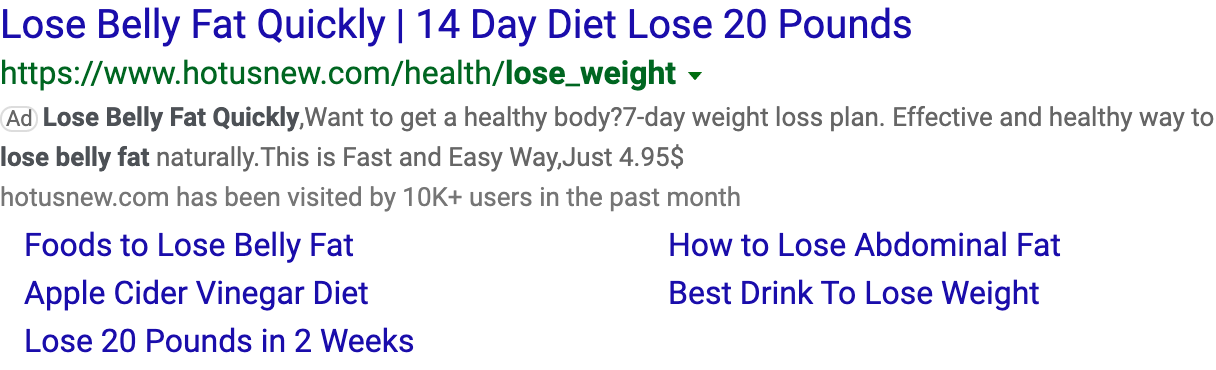 Lose Belly Fat Quickly | 14 Day Diet Lose 20 Pounds
https://www.hotusnew.com/health/lose_weight
Ad Lose Belly Fat Quickly,Want to get a healthy body?7-day weight loss plan. Effective and healthy way to
lose belly fat naturally.This is Fast and Easy Way,Just 4.95$
hotusnew.com has been visited by 10K+ users in the past month
Foods to Lose Belly Fat
How to Lose Abdominal Fat
Apple Cider Vinegar Diet
Best Drink To Lose Weight
Lose 20 Pounds in 2 Weeks